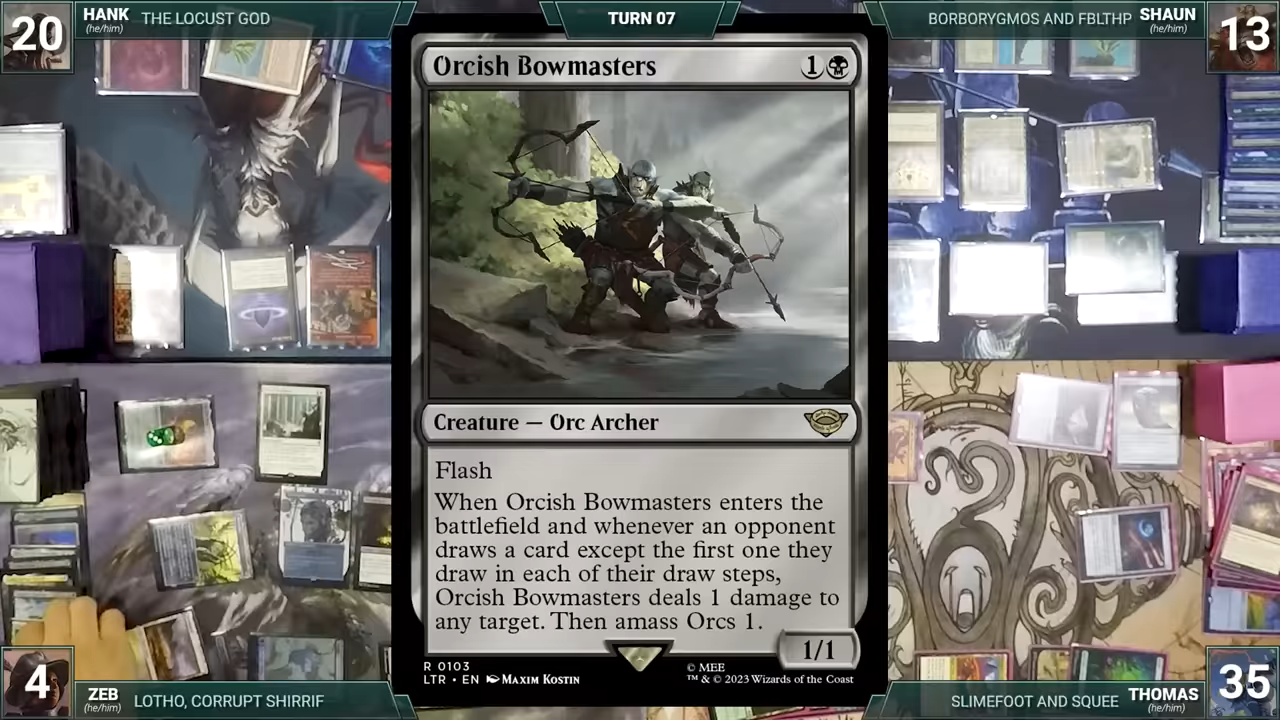 20
HANK
(he/him)
THE LOCUST GOD
TURN 07
BORBORYGMOS AND FBLTHP
SHAUN
(he/him)
13
Orcish Bowmasters
1
Creature — Orc Archer
Flash
When Orcish Bowmasters enters the
battlefield and whenever an opponent
draws a card except the first one they
draw in each of their draw steps,
Orcish Bowmasters deals 1 damage to
any target. Then amass Orcs 1.
1/1
R 0103
LTR • EN Maxim Kostin
© MEE
™ & © 2023 Wizards of the Coast
4
ZEB
(he/him)
LOTHO, CORRUPT SHIRRIF
SLIMEFOOT AND SQUEE
THOMAS
(he/him)
35